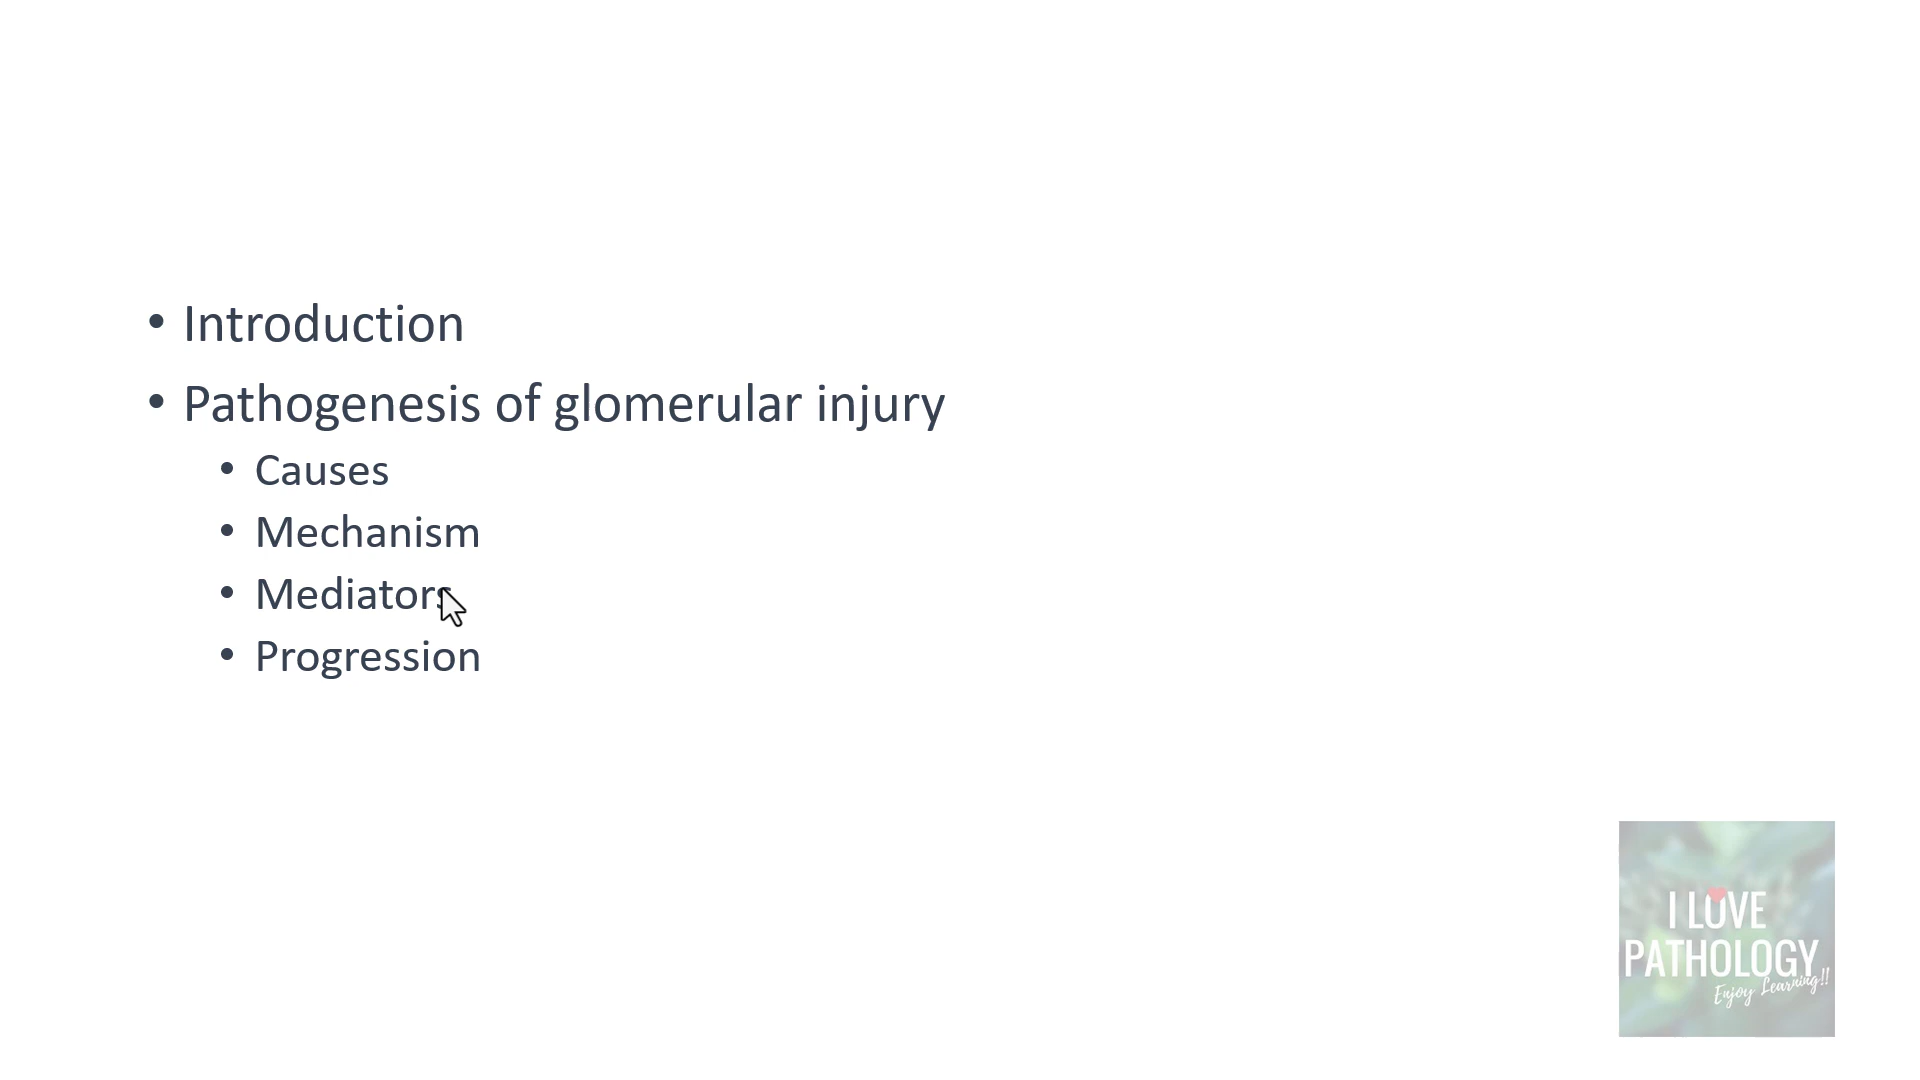 • Introduction
• Pathogenesis of glomerular injury
• Causes
• Mechanism
• Mediators
• Progression
I LOVE
PATHOLOGY
Enjoy Learning!!